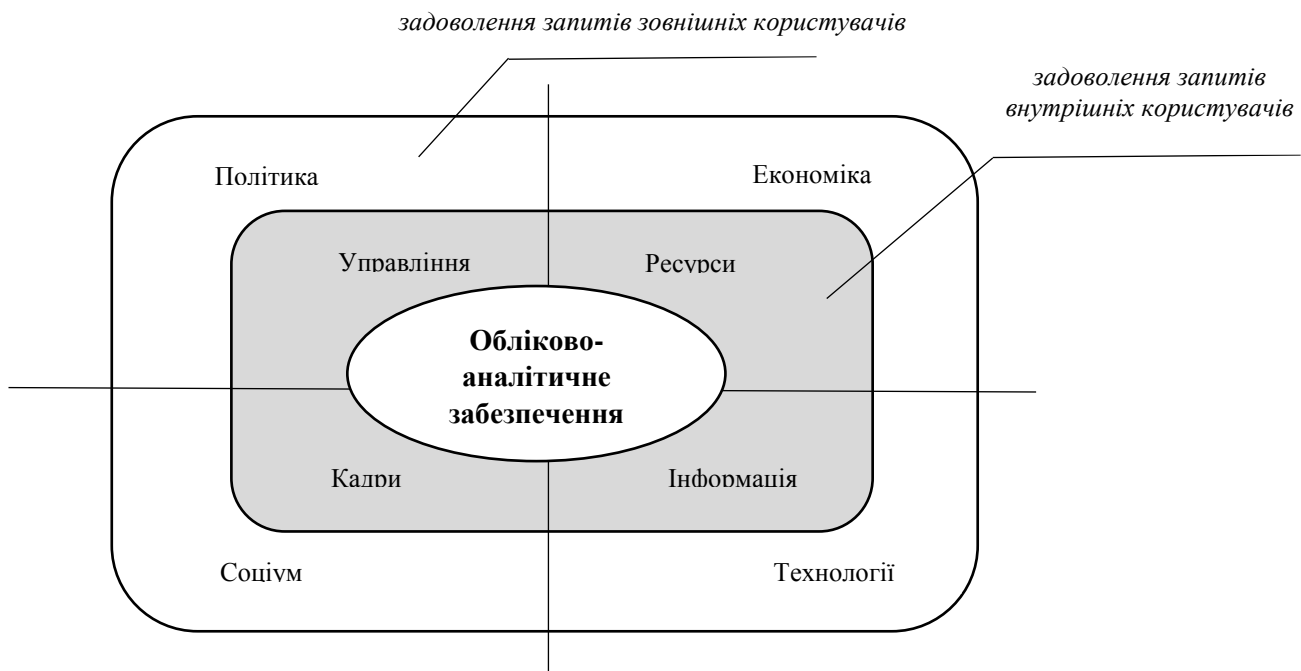 задоволення запитів зовнішніх користувачів
задоволення запитів
внутрішніх користувачів
Політика
Економіка
Управління
Ресурси
Обліково-
аналітичне
забезпечення
Кадри
Інформація
Соціум
Технології